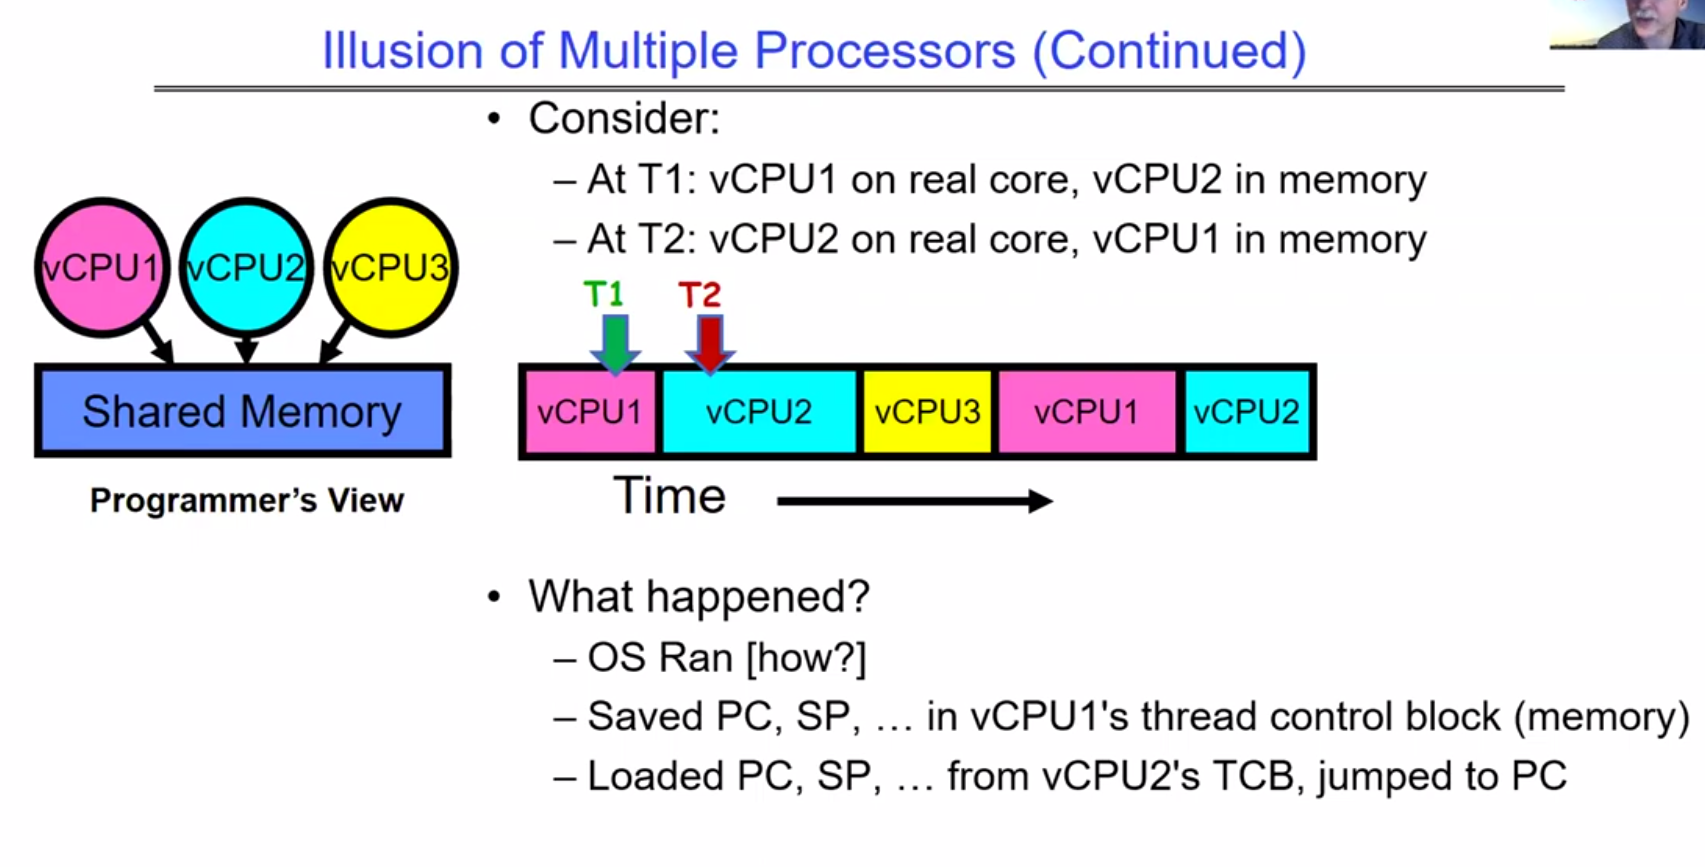 Illusion of Multiple Processors (Continued)
• Consider:
– At T1: vCPU1 on real core, vCPU2 in memory
– At T2: vCPU2 on real core, vCPU1 in memory
vCPU1 vCPU2 vCPU3
Shared Memory
Programmer's View
T1 T2
vCPU1 vCPU2 vCPU3 vCPU1 vCPU2
Time
• What happened?
– OS Ran [how?]
– Saved PC, SP, … in vCPU1's thread control block (memory)
– Loaded PC, SP, … from vCPU2's TCB, jumped to PC